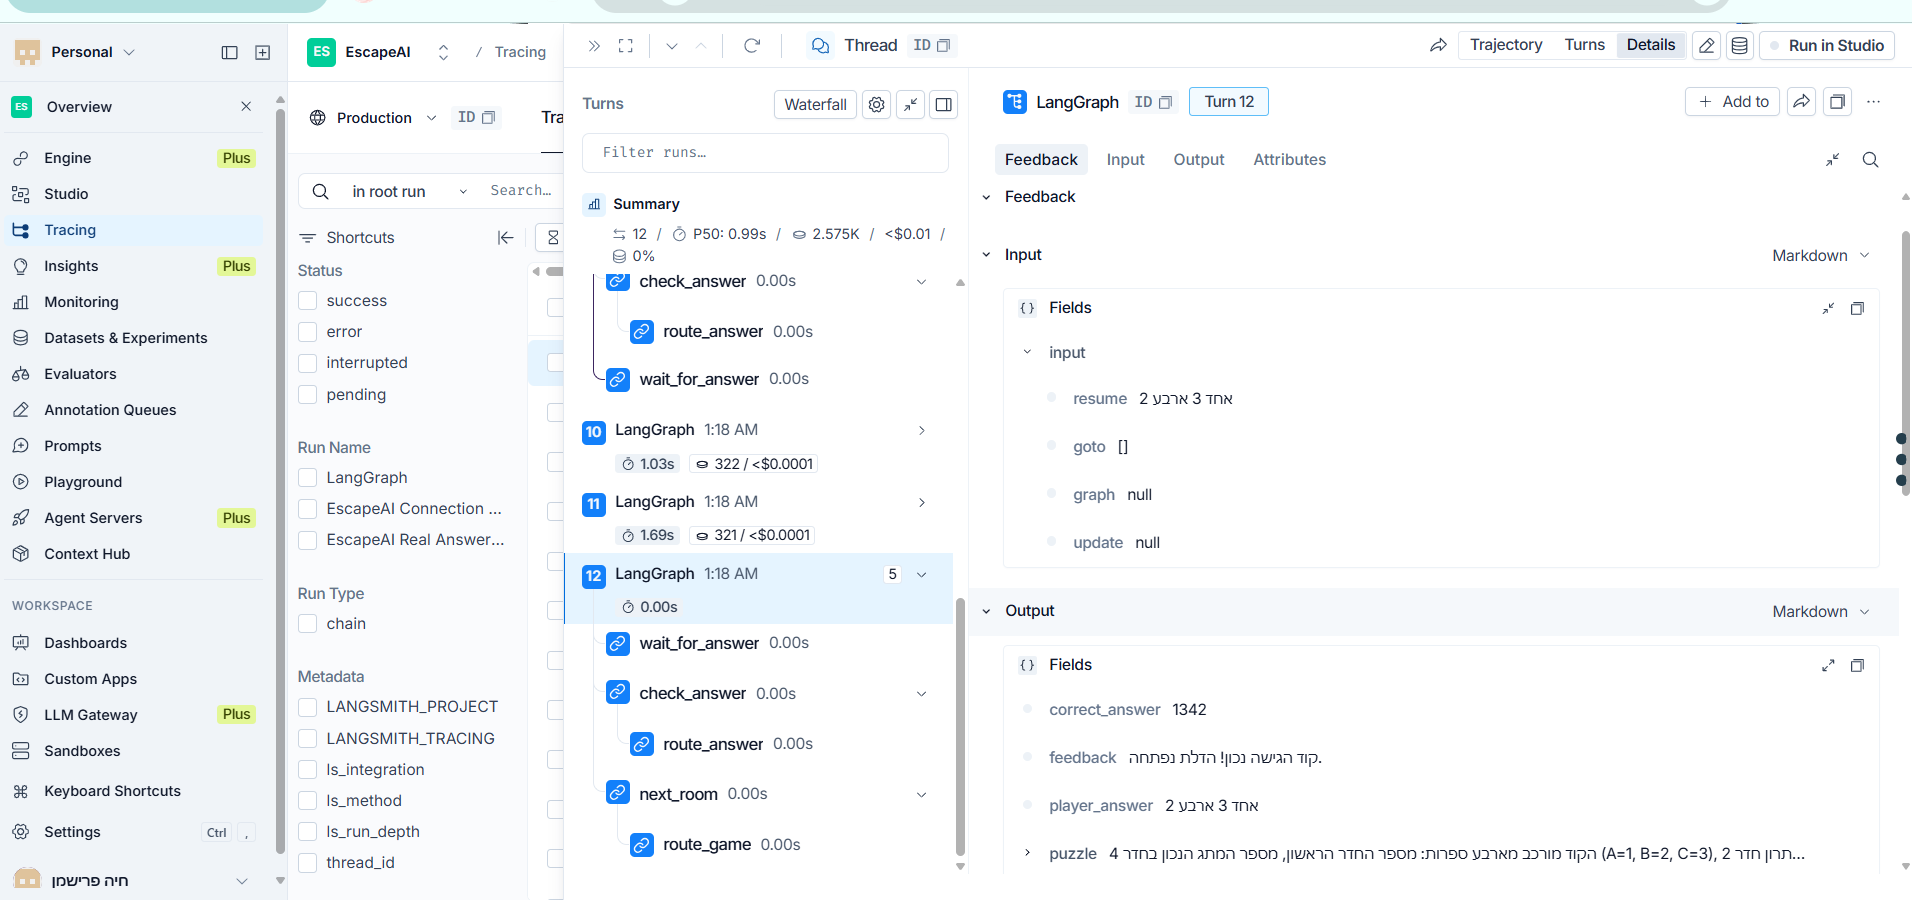 Personal
ES EscapeAI / Tracing
Thread ID
Trajectory Turns Details Run in Studio
ES Overview
Engine Plus
Studio
Tracing
Insights Plus
Monitoring
Datasets & Experiments
Evaluators
Annotation Queues
Prompts
Playground
Agent Servers Plus
Context Hub
WORKSPACE
Dashboards
Custom Apps
LLM Gateway Plus
Sandboxes
Keyboard Shortcuts
Settings Ctrl ,
חיה פרישמן
Production ID Tra
in root run Search...
Shortcuts
Status
success
error
interrupted
pending
Run Name
LangGraph
EscapeAI Connection ...
EscapeAI Real Answer...
Run Type
chain
Metadata
LANGSMITH_PROJECT
LANGSMITH_TRACING
ls_integration
ls_method
ls_run_depth
thread_id
Turns Waterfall
Filter runs...
Summary
12 / P50: 0.99s / 2.575K / <$0.01 /
0%
check_answer 0.00s
route_answer 0.00s
wait_for_answer 0.00s
10 LangGraph 1:18 AM
1.03s 322 / <$0.0001
11 LangGraph 1:18 AM
1.69s 321 / <$0.0001
12 LangGraph 1:18 AM 5
0.00s
wait_for_answer 0.00s
check_answer 0.00s
route_answer 0.00s
next_room 0.00s
route_game 0.00s
LangGraph ID Turn 12 Add to
Feedback Input Output Attributes
Feedback
Input Markdown
{} Fields
input
resume אחד 3 ארבע 2
goto []
graph null
update null
Output Markdown
{} Fields
correct_answer 1342
feedback קוד הגישה נכון! הדלת נפתחה.
player_answer אחד 3 ארבע 2
puzzle הקוד מורכב מארבע ספרות: מספר החדר הראשון, מספר המתג הנכון בחדר 4 (A=1, B=2, C=3), תרון חדר 2...